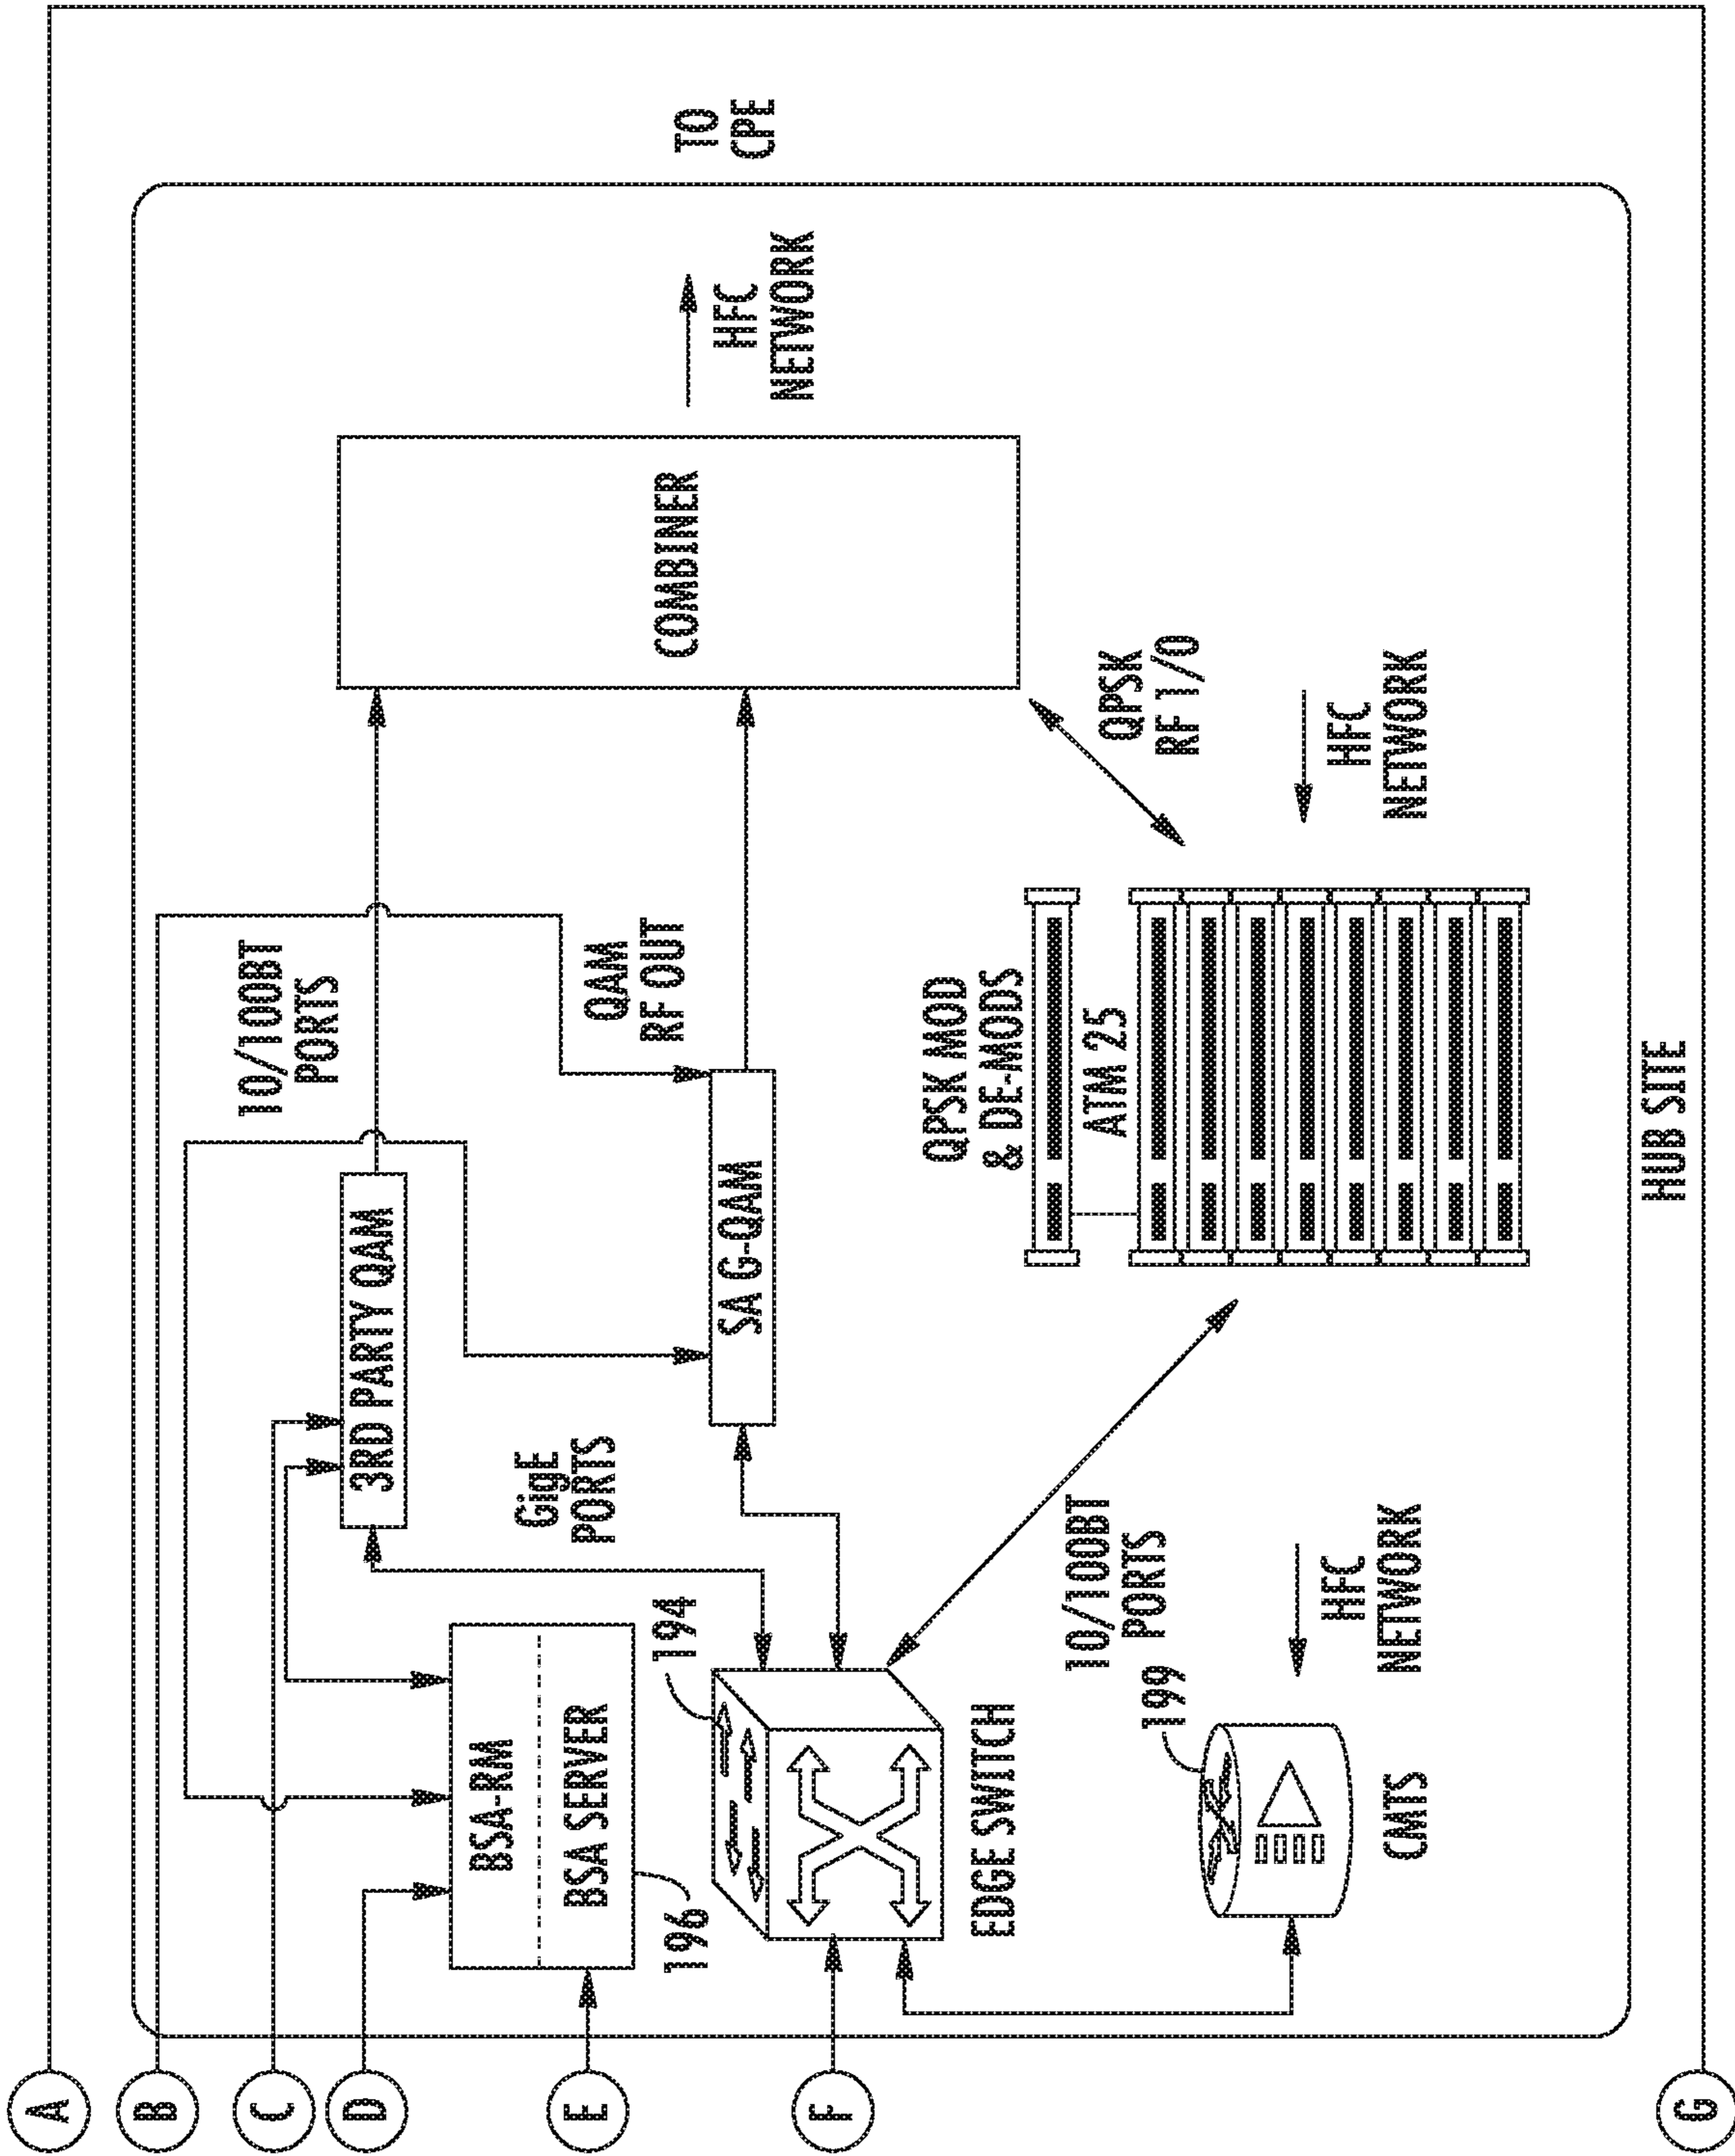 A
B
C
D
E
F
G
10/100BT
PORTS
3RD PARTY QAM
BSA-RM
BSA SERVER
196
194
GigE
PORTS
QAM
RF OUT
SA G-QAM
COMBINER
HFC
NETWORK
TO
CPE
EDGE SWITCH
QPSK MOD
& DE-MODS
ATM 25
QPSK
RF 1/0
10/100BT
PORTS
199
CMTS
HFC
NETWORK
HFC
NETWORK
HUB SITE